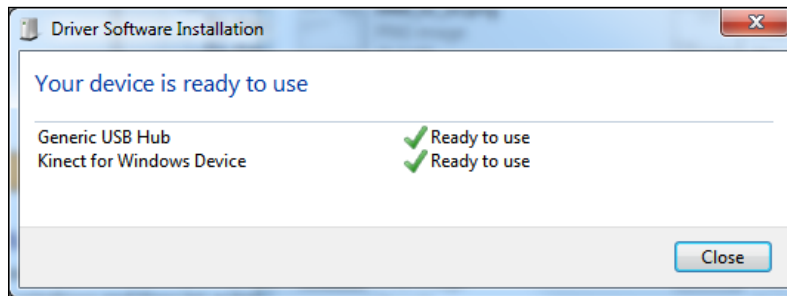 Driver Software Installation
Your device is ready to use
Generic USB Hub Ready to use
Kinect for Windows Device Ready to use
Close